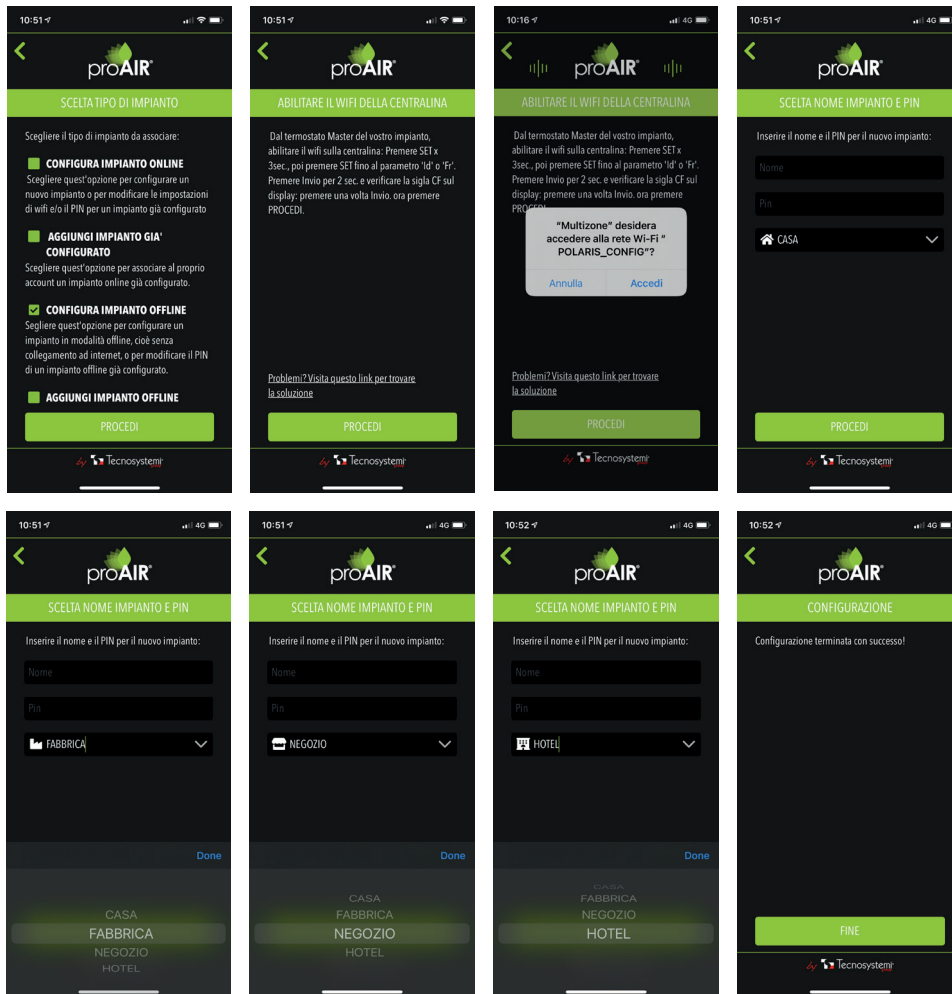 10:51
proAIR
SCELTA TIPO DI IMPIANTO
Scegliere il tipo di impianto da associare:
CONFIGURA IMPIANTO ONLINE
Scegliere quest'opzione per configurare un
nuovo impianto o per modificare le impostazioni
di wifi e/o il PIN per un impianto già configurato
AGGIUNGI IMPIANTO GIA'
CONFIGURATO
Scegliere quest'opzione per associare al proprio
account un impianto online già configurato.
CONFIGURA IMPIANTO OFFLINE
Segliere quest'opzione per configurare un
impianto in modalità offline, cioè senza
collegamento ad internet, o per modificare il PIN
di un impianto offline già configurato.
AGGIUNGI IMPIANTO OFFLINE
PROCEDI
by Tecnosystemi
10:51
proAIR
ABILITARE IL WIFI DELLA CENTRALINA
Dal termostato Master del vostro impianto,
abilitare il wifi sulla centralina: Premere SET x
3sec., poi premere SET fino al parametro 'Id' o 'Fr'.
Premere Invio per 2 sec. e verificare la sigla CF sul
display: premere una volta Invio. ora premere
PROCEDI.
Problemi? Visita questo link per trovare
la soluzione
PROCEDI
by Tecnosystemi
10:16 4G
proAIR
ABILITARE IL WIFI DELLA CENTRALINA
Dal termostato Master del vostro impianto,
abilitare il wifi sulla centralina: Premere SET x
3sec., poi premere SET fino al parametro 'Id' o 'Fr'.
Premere Invio per 2 sec. e verificare la sigla CF sul
display: premere una volta Invio. ora premere
PROCEDI.
"Multizone" desidera
accedere alla rete Wi-Fi "
POLARIS_CONFIG"?
Annulla Accedi
Problemi? Visita questo link per trovare
la soluzione
PROCEDI
by Tecnosystemi
10:51 4G
proAIR
SCELTA NOME IMPIANTO E PIN
Inserire il nome e il PIN per il nuovo impianto:
Nome
Pin
CASA
PROCEDI
by Tecnosystemi
10:51 4G
proAIR
SCELTA NOME IMPIANTO E PIN
Inserire il nome e il PIN per il nuovo impianto:
Nome
Pin
FABBRICA
Done
CASA
FABBRICA
NEGOZIO
HOTEL
10:51 4G
proAIR
SCELTA NOME IMPIANTO E PIN
Inserire il nome e il PIN per il nuovo impianto:
Nome
Pin
NEGOZIO
Done
CASA
FABBRICA
NEGOZIO
HOTEL
10:52 4G
proAIR
SCELTA NOME IMPIANTO E PIN
Inserire il nome e il PIN per il nuovo impianto:
Nome
Pin
HOTEL
Done
CASA
FABBRICA
NEGOZIO
HOTEL
10:52 4G
proAIR
CONFIGURAZIONE
Configurazione terminata con successo!
FINE
by Tecnosystemi